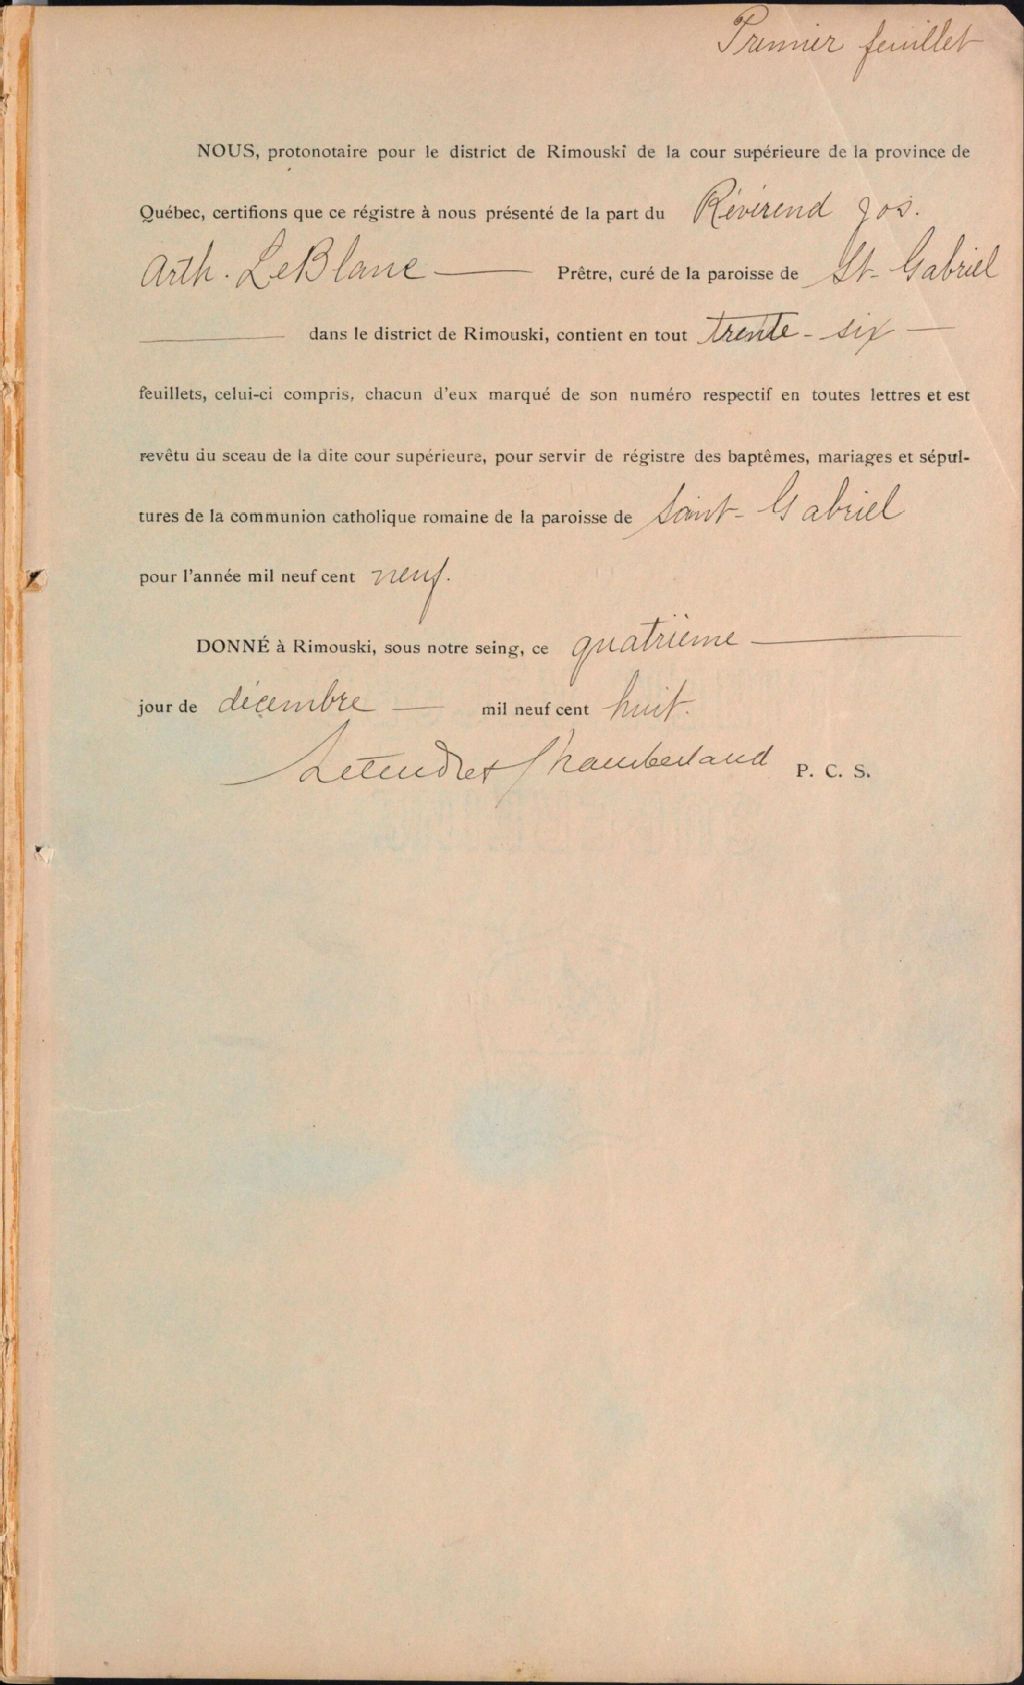 Premier feuillet
NOUS, protonotaire pour le district de Rimouski de la cour supérieure de la province de
Québec, certifions que ce régistre à nous présenté de la part du Révérend Jos.
Arth. LeBlanc — Prêtre, curé de la paroisse de St-Gabriel
— dans le district de Rimouski, contient en tout trente-six —
feuillets, celui-ci compris, chacun d'eux marqué de son numéro respectif en toutes lettres et est
revêtu du sceau de la dite cour supérieure, pour servir de régistre des baptêmes, mariages et sépul-
tures de la communion catholique romaine de la paroisse de Saint-Gabriel
pour l'année mil neuf cent neuf.
DONNÉ à Rimouski, sous notre seing, ce quatrième —
jour de décembre — mil neuf cent huit.
Letendre & Chamberland P. C. S.